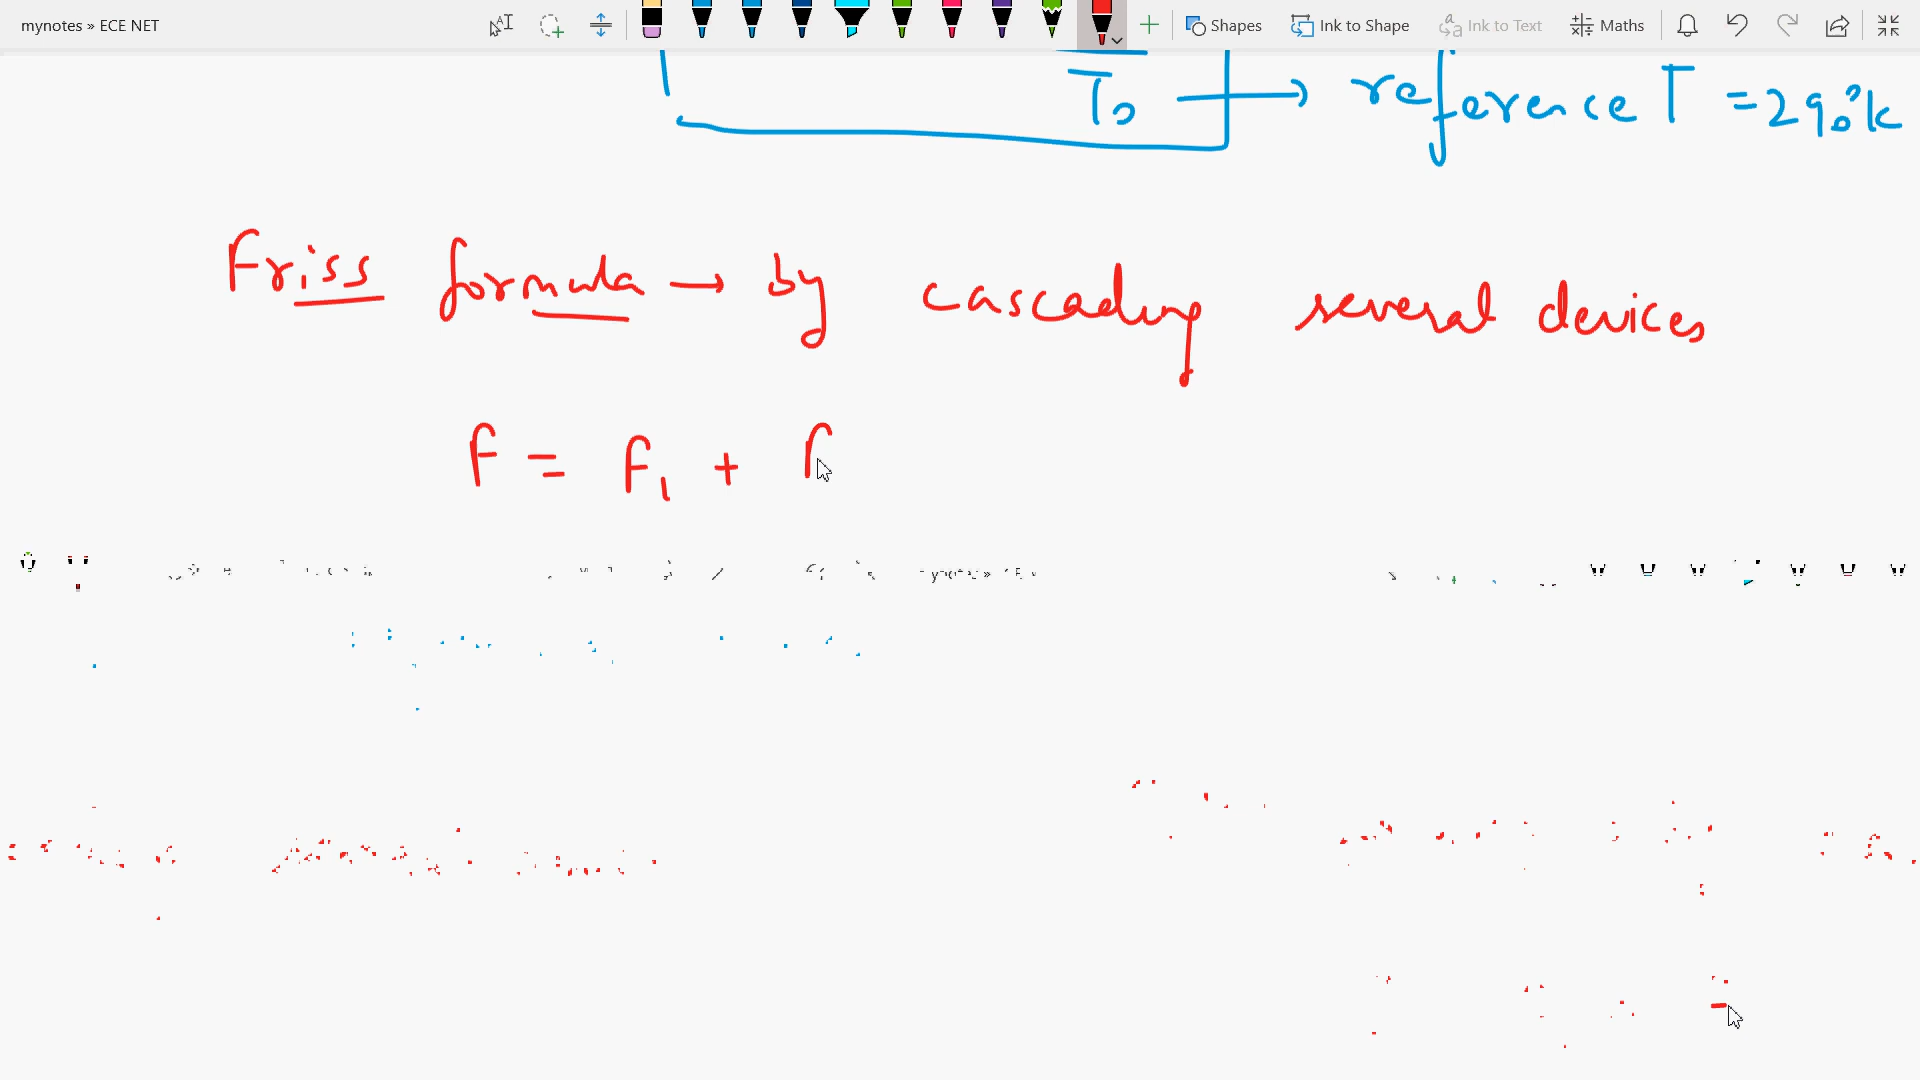 mynotes » ECE NET
Shapes Ink to Shape Ink to Text Maths
T₀ → reference T = 290°k
Friss formula → by cascading several devices
F = F₁ +